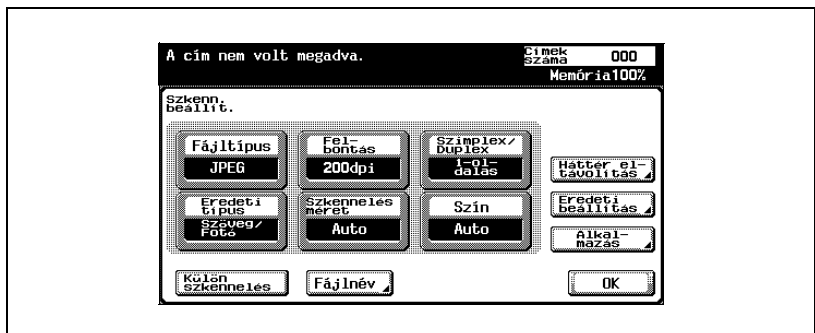 A cím nem volt megadva.
Címek
száma
000
Memória100%
Szkenn.
beállít.
Fájltípus
JPEG
Fel-
bontás
200dpi
Szimplex/
Duplex
1-ol-
dalas
Háttér el-
távolítás
Eredeti
típus
Szöveg/
Fotó
Szkennelés
méret
Auto
Szín
Auto
Eredeti
beállítás
Alkal-
mazás
Külön
szkennelés
Fájlnév
OK